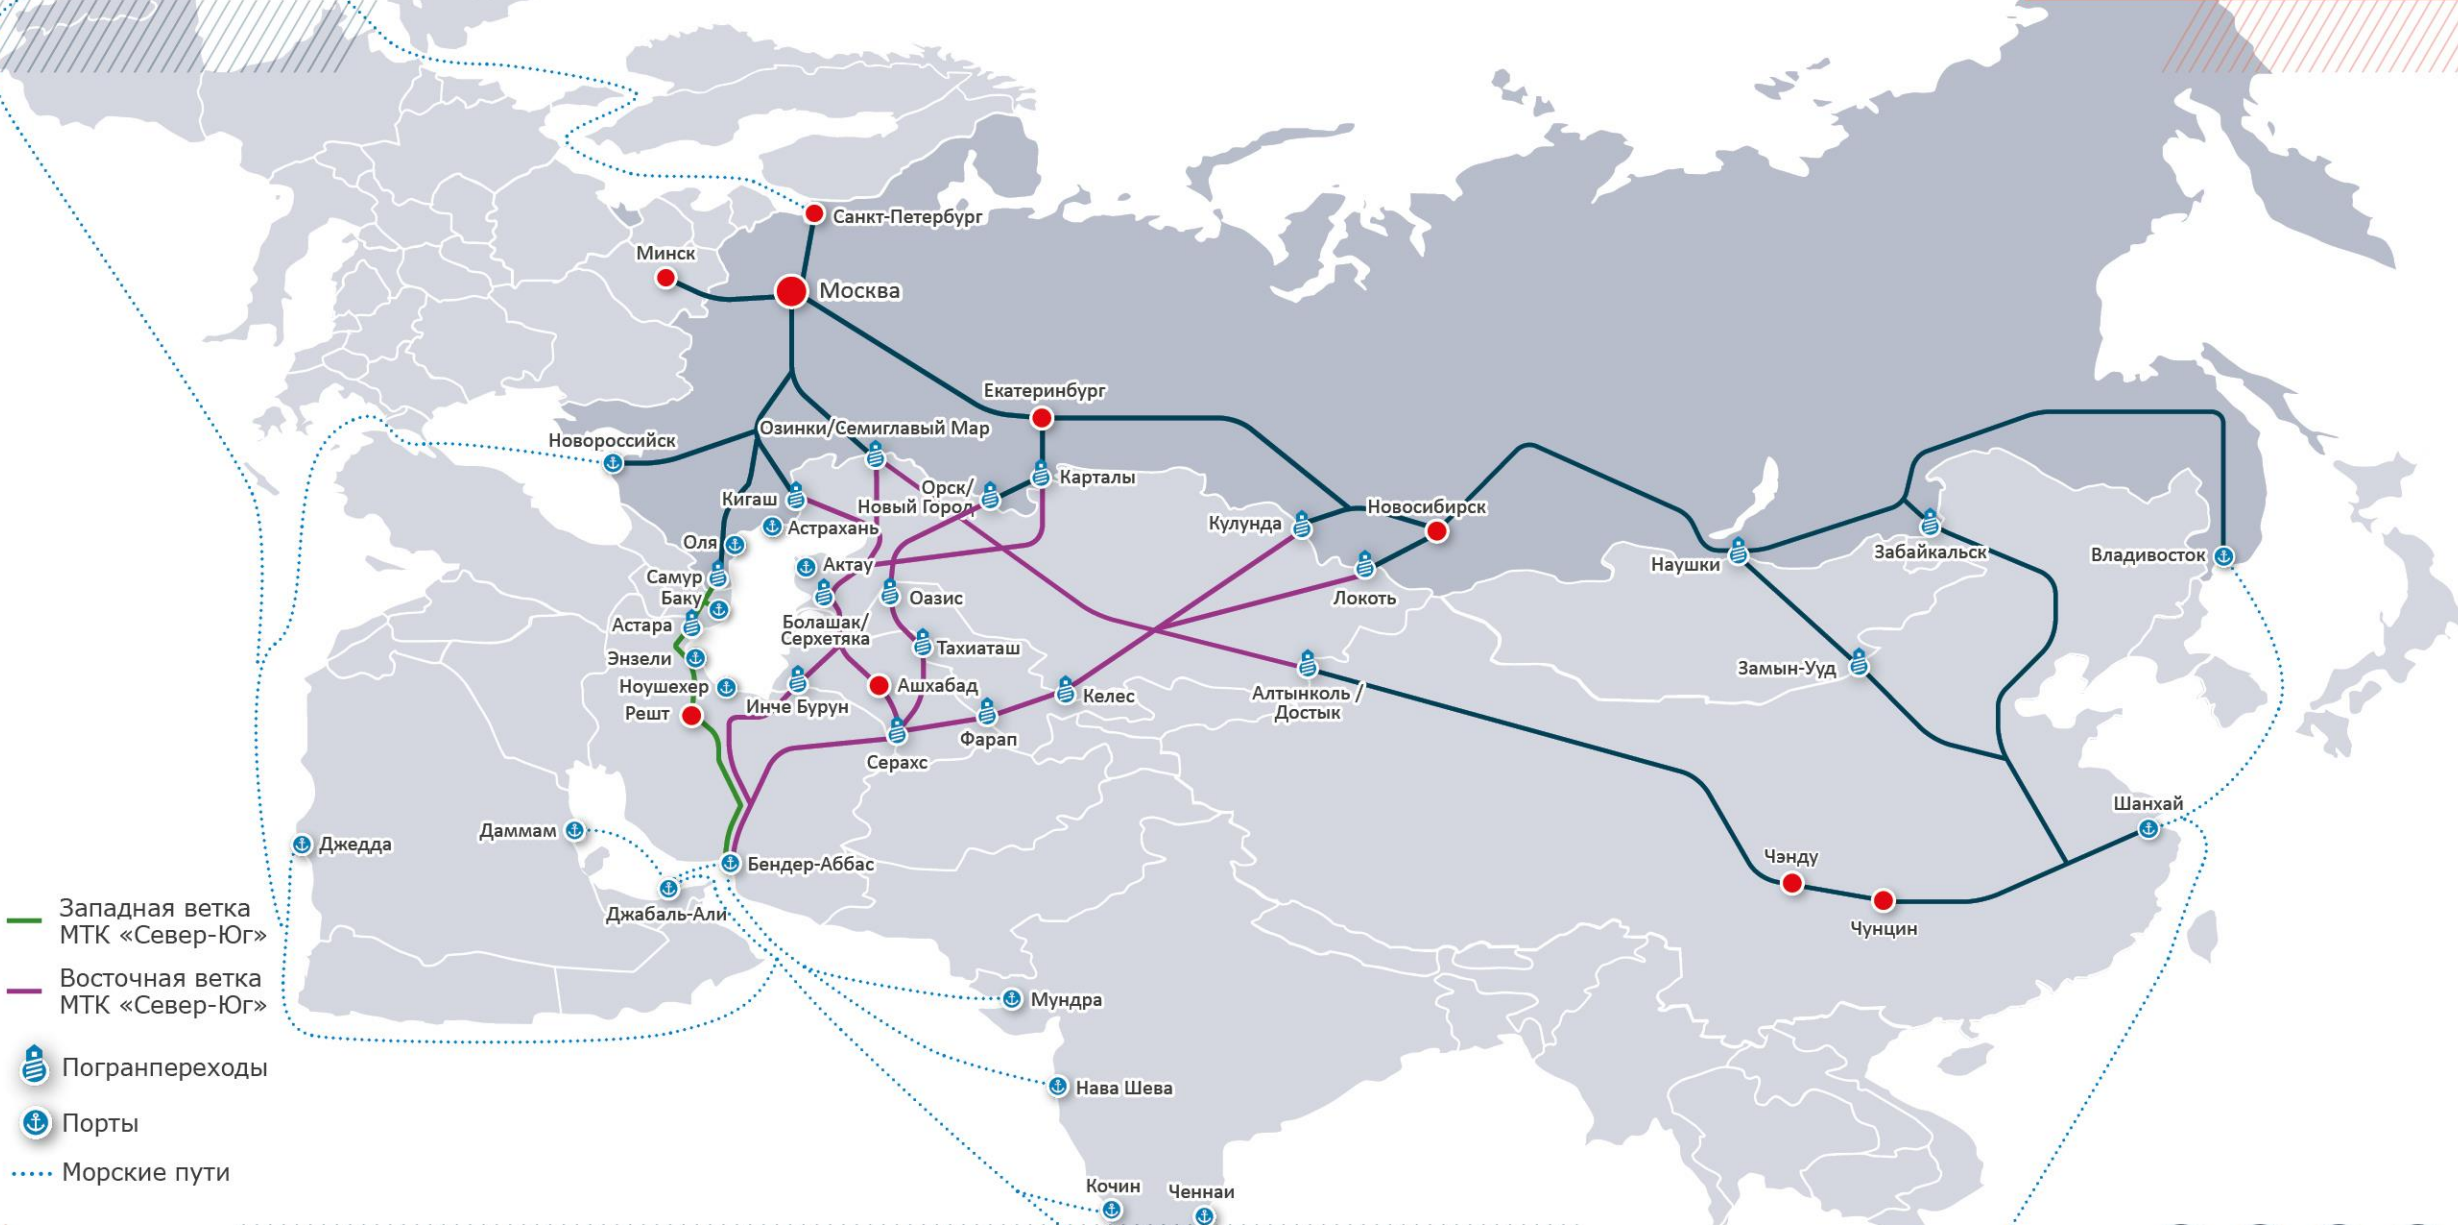 Санкт-Петербург
Минск
Москва
Екатеринбург
Озинки/Семиглавый Мар
Новороссийск
Карталы
Орск/
Новый Город
Кигаш
Астрахань
Новосибирск
Кулунда
Оля
Забайкальск
Владивосток
Наушки
Актау
Самур
Баку
Оазис
Локоть
Астара
Болашак/
Серхетяка
Тахиаташ
Энзели
Замын-Ууд
Ноушехер
Ашхабад
Келес
Алтынколь /
Достык
Решт
Инче Бурун
Фарап
Серахс
Шанхай
Даммам
Джедда
Чэнду
Бендер-Аббас
Джабаль-Али
Чунцин
Мундра
Нава Шева
Кочин
Ченнаи
Западная ветка
МТК «Север-Юг»
Восточная ветка
МТК «Север-Юг»
Погранпереходы
Порты
Морские пути